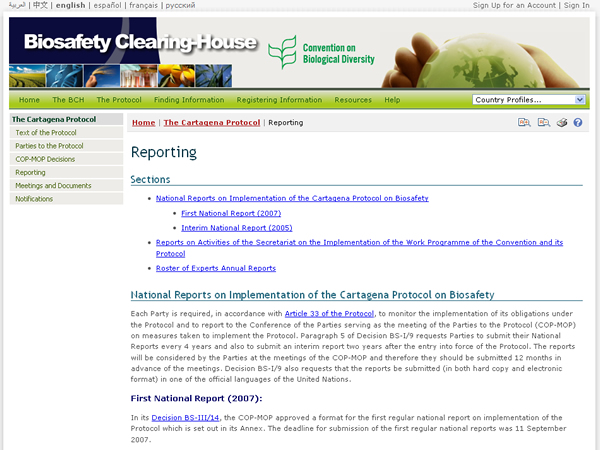 العربية | 中文 | english | español | français | русский
Sign Up for an Account | Sign In
Biosafety Clearing-House
Convention on
Biological Diversity
Home The BCH The Protocol Finding Information Registering Information Resources Help
Country Profiles...
The Cartagena Protocol
Text of the Protocol
Parties to the Protocol
COP-MOP Decisions
Reporting
Meetings and Documents
Notifications
Home | The Cartagena Protocol | Reporting
Reporting
Sections
National Reports on Implementation of the Cartagena Protocol on Biosafety
First National Report (2007)
Interim National Report (2005)
Reports on Activities of the Secretariat on the Implementation of the Work Programme of the Convention and its
Protocol
Roster of Experts Annual Reports
National Reports on Implementation of the Cartagena Protocol on Biosafety
Each Party is required, in accordance with Article 33 of the Protocol, to monitor the implementation of its obligations under
the Protocol and to report to the Conference of the Parties serving as the meeting of the Parties to the Protocol (COP-MOP)
on measures taken to implement the Protocol. Paragraph 5 of Decision BS-I/9 requests Parties to submit their National
Reports every 4 years and also to submit an interim report two years after the entry into force of the Protocol. The reports
will be considered by the Parties at the meetings of the COP-MOP and therefore they should be submitted 12 months in
advance of the meetings. Decision BS-I/9 also requests that the reports be submitted (in both hard copy and electronic
format) in one of the official languages of the United Nations.
First National Report (2007):
In its Decision BS-III/14, the COP-MOP approved a format for the first regular national report on implementation of the
Protocol which is set out in its Annex. The deadline for submission of the first regular national reports was 11 September
2007.